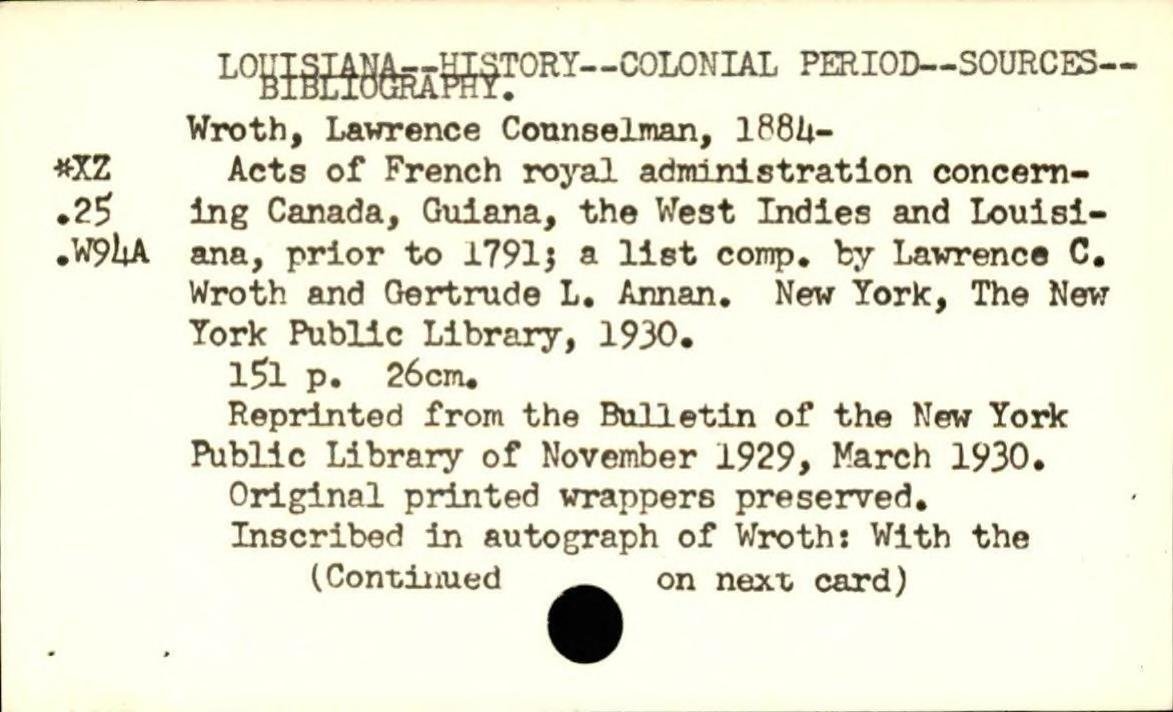 LOUISIANA--HISTORY--COLONIAL PERIOD--SOURCES--
BIBLIOGRAPHY.
Wroth, Lawrence Counselman, 1884-
*XZ Acts of French royal administration concern-
.25 ing Canada, Guiana, the West Indies and Louisi-
.W94A ana, prior to 1791; a list comp. by Lawrence C.
Wroth and Gertrude L. Annan. New York, The New
York Public Library, 1930.
151 p. 26cm.
Reprinted from the Bulletin of the New York
Public Library of November 1929, March 1930.
Original printed wrappers preserved.
Inscribed in autograph of Wroth: With the
(Continued on next card)